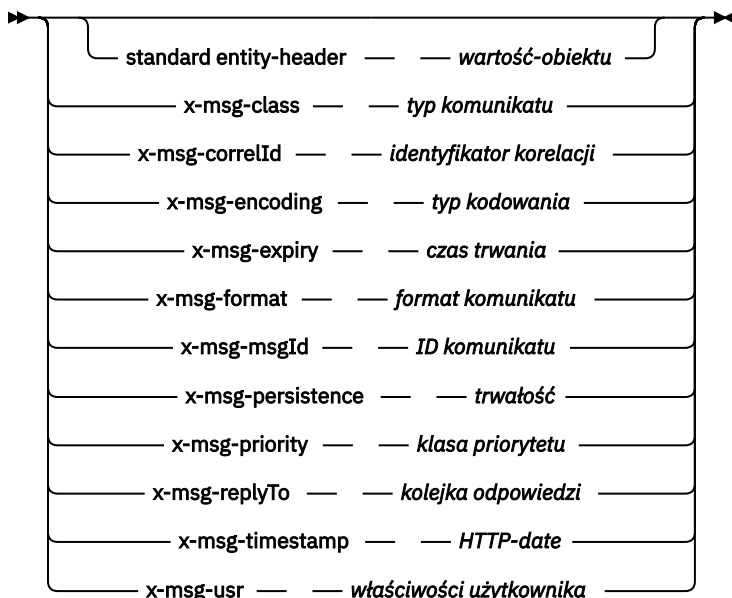 standard entity-header — — wartość-obiektu
x-msg-class — — typ komunikatu
x-msg-correlId — — identyfikator korelacji
x-msg-encoding — — typ kodowania
x-msg-expiry — — czas trwania
x-msg-format — — format komunikatu
x-msg-msgId — — ID komunikatu
x-msg-persistence — — trwałość
x-msg-priority — — klasa priorytetu
x-msg-replyTo — — kolejka odpowiedzi
x-msg-timestamp — — HTTP-date
x-msg-usr — — właściwości użytkownika